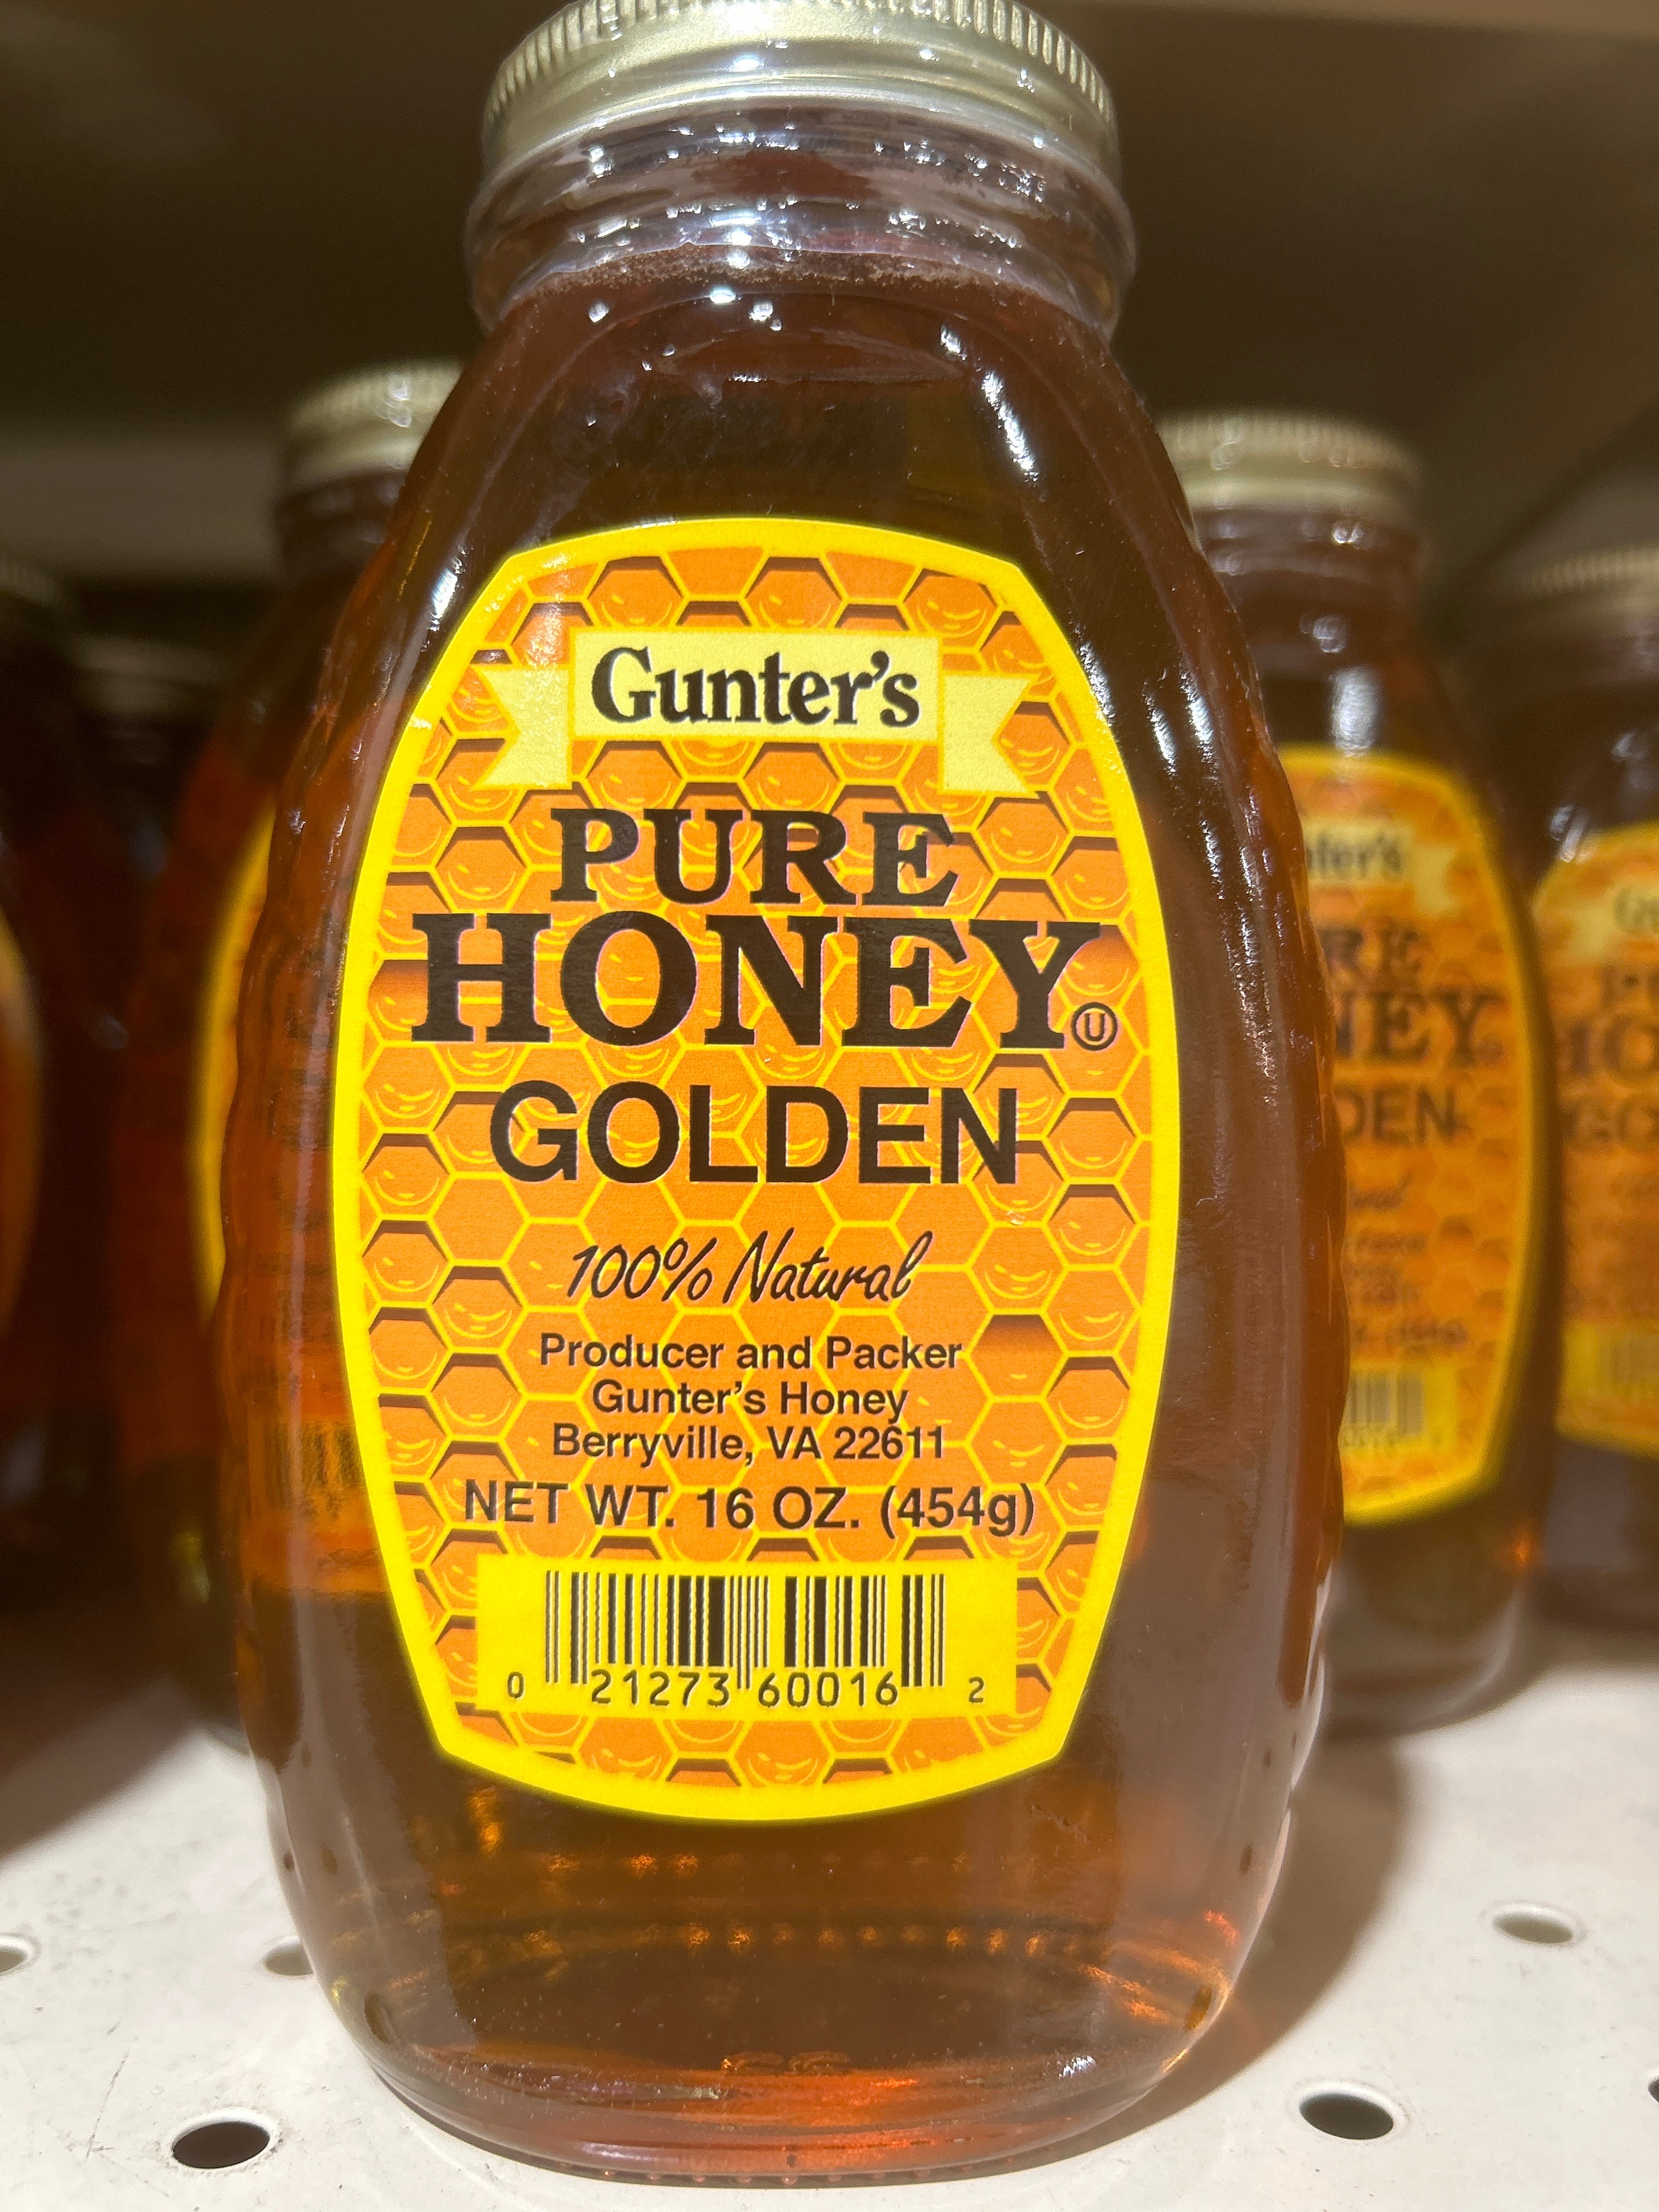 Gunter's
PURE
HONEY Ⓤ
GOLDEN
100% Natural
Producer and Packer
Gunter's Honey
Berryville, VA 22611
NET WT. 16 OZ. (454g)
0 21273 60016 2